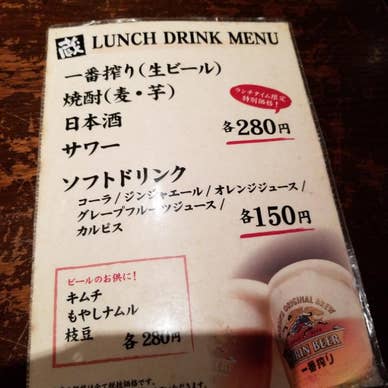 蔵 LUNCH DRINK MENU
一番搾り(生ビール)
焼酎(麦・芋)
日本酒
サワー
ランチタイム限定
特別価格!
各280円
ソフトドリンク
コーラ/ジンジャエール/オレンジジュース/
グレープフルーツジュース/
カルピス
各150円
ビールのお供に!
キムチ
もやしナムル
枝豆
各280円
ORIGINAL BREW
KIRIN BEER
一番搾り